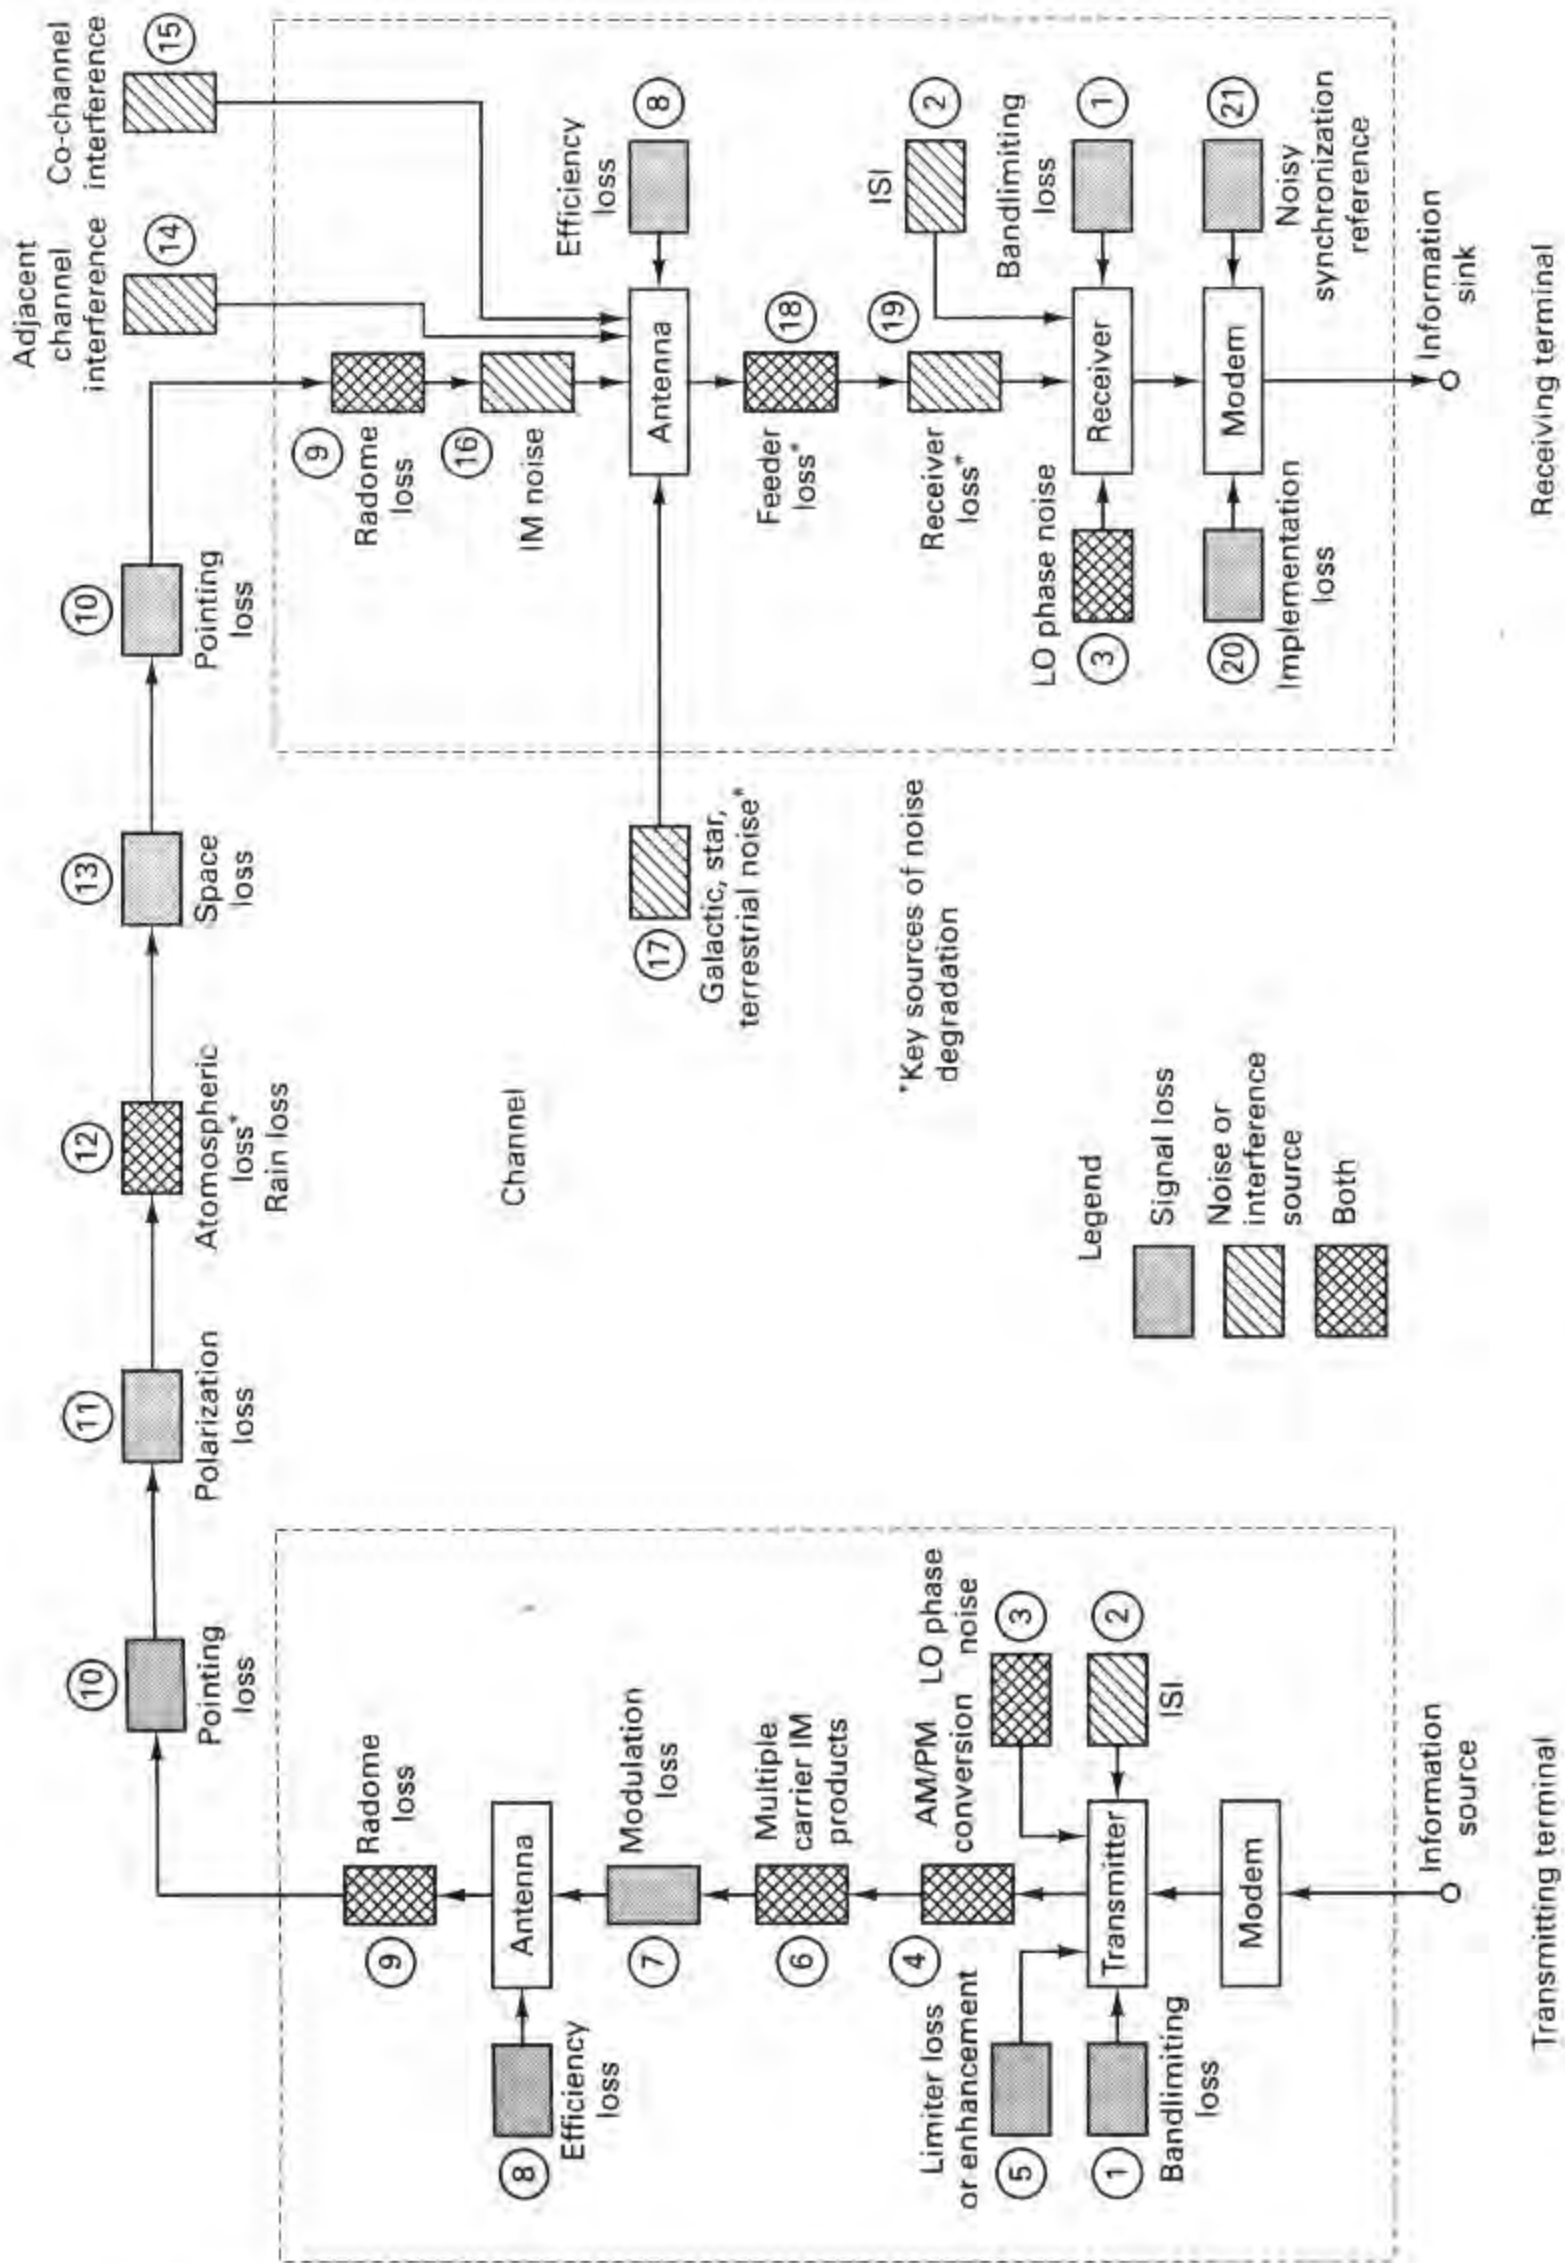 10
Pointing
loss
11
Polarization
loss
12
Atomospheric
loss*
Rain loss
13
Space
loss
10
Pointing
loss
Adjacent
channel
interference
14
Co-channel
interference
15
9
Radome
loss
8
Efficiency
loss
Antenna
7
Modulation
loss
6
Multiple
carrier IM
products
4
AM/PM
conversion
LO phase
noise
3
5
Limiter loss
or enhancement
Transmitter
2
ISI
1
Bandlimiting
loss
Modem
Information
source
Transmitting terminal
Channel
17
Galactic, star,
terrestrial noise*
*Key sources of noise
degradation
Legend
Signal loss
Noise or
interference
source
Both
9
Radome
loss
16
IM noise
Antenna
Efficiency
loss
8
Feeder
loss*
18
Receiver
loss*
19
ISI
2
LO phase noise
3
Receiver
Bandlimiting
loss
1
20
Implementation
loss
Modem
21
Noisy
synchronization
reference
Information
sink
Receiving terminal